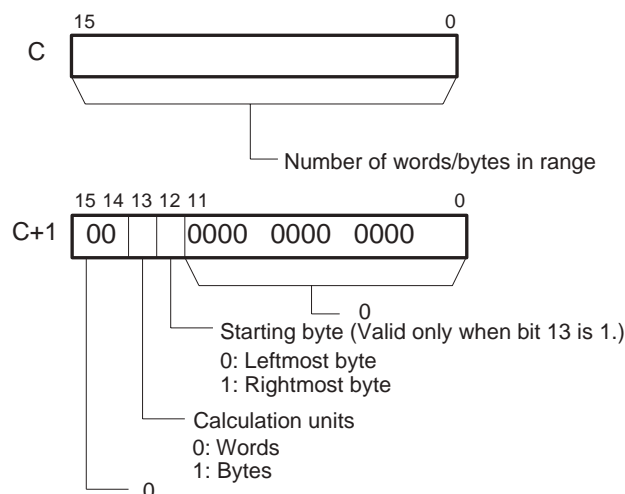 15 0
C
Number of words/bytes in range
15 14 13 12 11 0
C+1 00 0000 0000 0000
0
Starting byte (Valid only when bit 13 is 1.)
0: Leftmost byte
1: Rightmost byte
Calculation units
0: Words
1: Bytes
0